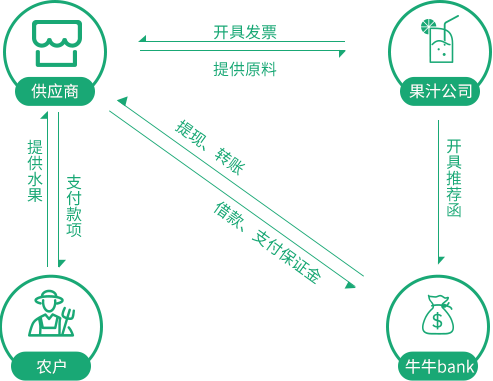 开具发票
提供原料
供应商
果汁公司
提供水果
支付款项
提现、转账
借款、支付保证金
开具推荐函
农户
牛牛bank